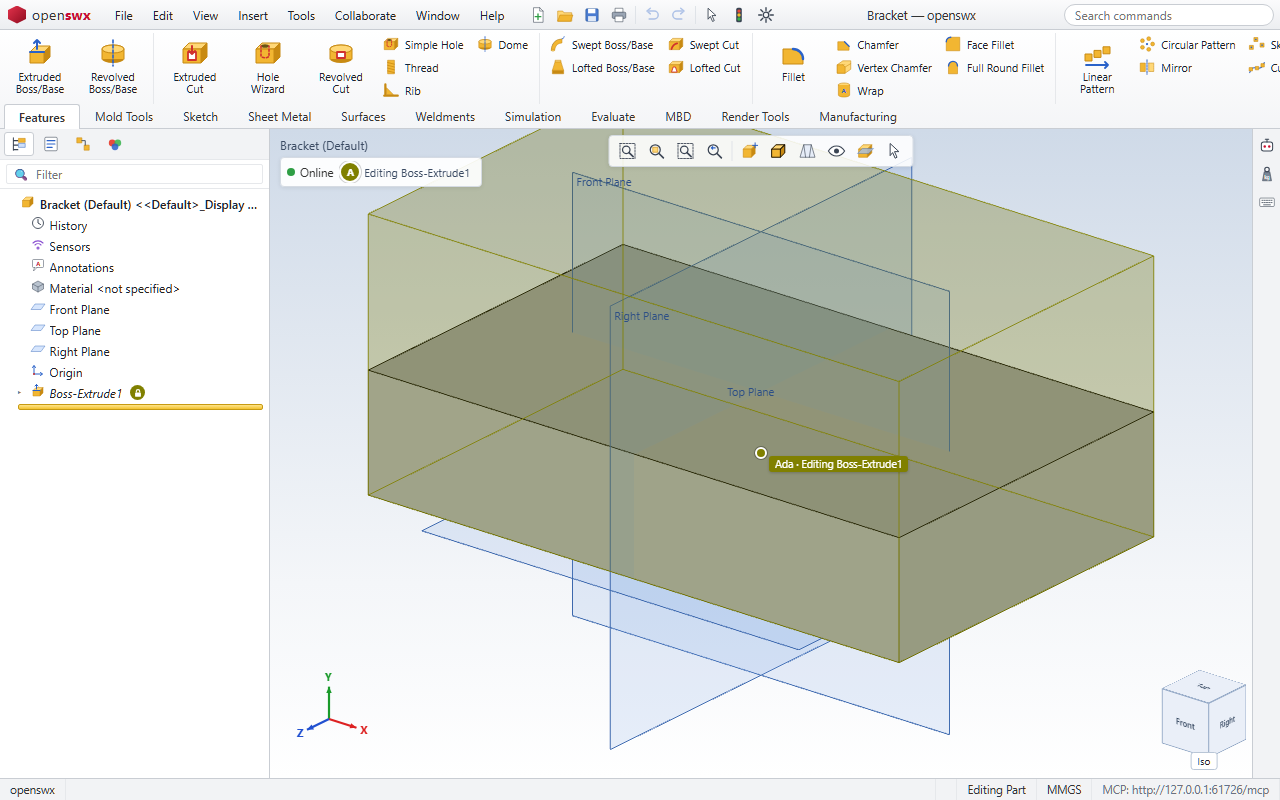 openswx File Edit View Insert Tools Collaborate Window Help Bracket — openswx Search commands
Extruded Boss/Base
Revolved Boss/Base
Extruded Cut
Hole Wizard
Revolved Cut
Simple Hole
Dome
Thread
Rib
Swept Boss/Base
Swept Cut
Lofted Boss/Base
Lofted Cut
Fillet
Chamfer
Face Fillet
Vertex Chamfer
Full Round Fillet
Wrap
Linear Pattern
Circular Pattern
Mirror
Features Mold Tools Sketch Sheet Metal Surfaces Weldments Simulation Evaluate MBD Render Tools Manufacturing
Filter
Bracket (Default) <<Default>_Display ...
History
Sensors
Annotations
Material <not specified>
Front Plane
Top Plane
Right Plane
Origin
Boss-Extrude1
Bracket (Default)
Online A Editing Boss-Extrude1
Front Plane
Right Plane
Top Plane
Ada · Editing Boss-Extrude1
Y
X
Z
Front
Right
Iso
openswx Editing Part MMGS MCP: http://127.0.0.1:61726/mcp